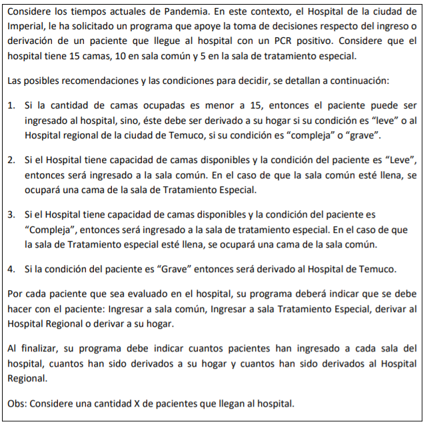 Considere los tiempos actuales de Pandemia. En este contexto, el Hospital de la ciudad de
Imperial, le ha solicitado un programa que apoye la toma de decisiones respecto del ingreso o
derivación de un paciente que llegue al hospital con un PCR positivo. Considere que el
hospital tiene 15 camas, 10 en sala común y 5 en la sala de tratamiento especial.
Las posibles recomendaciones y las condiciones para decidir, se detallan a continuación:
1. Si la cantidad de camas ocupadas es menor a 15, entonces el paciente puede ser
ingresado al hospital, sino, éste debe ser derivado a su hogar si su condición es “leve” o al
Hospital regional de la ciudad de Temuco, si su condición es “compleja” o “grave”.
2. Si el Hospital tiene capacidad de camas disponibles y la condición del paciente es “Leve”,
entonces será ingresado a la sala común. En el caso de que la sala común esté llena, se
ocupará una cama de la sala de Tratamiento Especial.
3. Si el Hospital tiene capacidad de camas disponibles y la condición del paciente es
“Compleja”, entonces será ingresado a la sala de tratamiento especial. En el caso de que
la sala de Tratamiento especial esté llena, se ocupará una cama de la sala común.
4. Si la condición del paciente es “Grave” entonces será derivado al Hospital de Temuco.
Por cada paciente que sea evaluado en el hospital, su programa deberá indicar que se debe
hacer con el paciente: Ingresar a sala común, Ingresar a sala Tratamiento Especial, derivar al
Hospital Regional o derivar a su hogar.
Al finalizar, su programa debe indicar cuantos pacientes han ingresado a cada sala del
hospital, cuantos han sido derivados a su hogar y cuantos han sido derivados al Hospital
Regional.
Obs: Considere una cantidad X de pacientes que llegan al hospital.